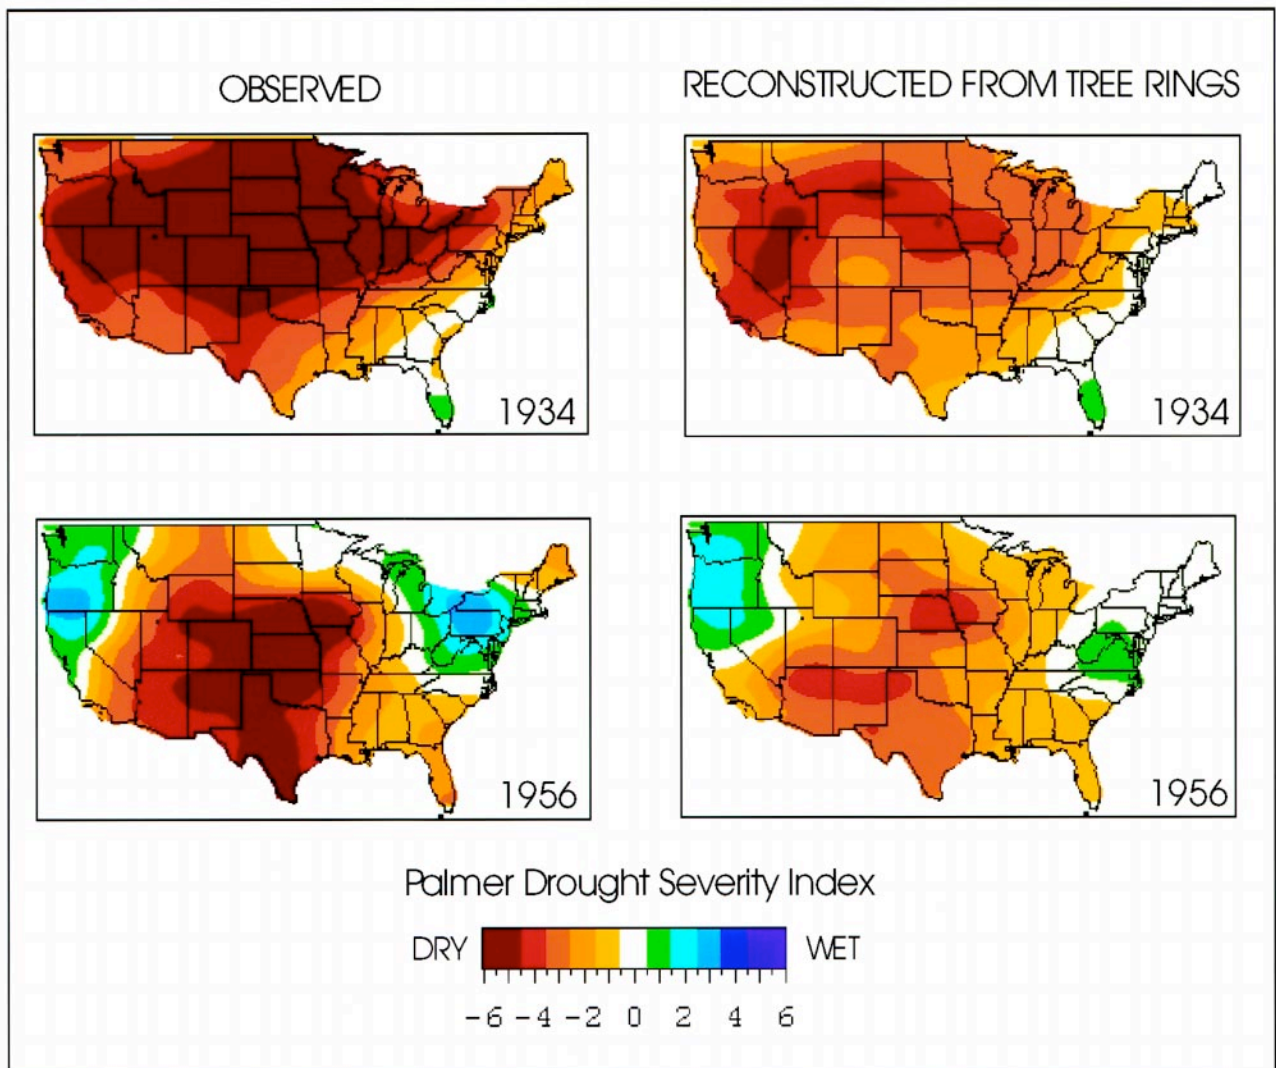 OBSERVED
RECONSTRUCTED FROM TREE RINGS
1934
1934
1956
1956
Palmer Drought Severity Index
DRY
WET
-6 -4 -2 0 2 4 6